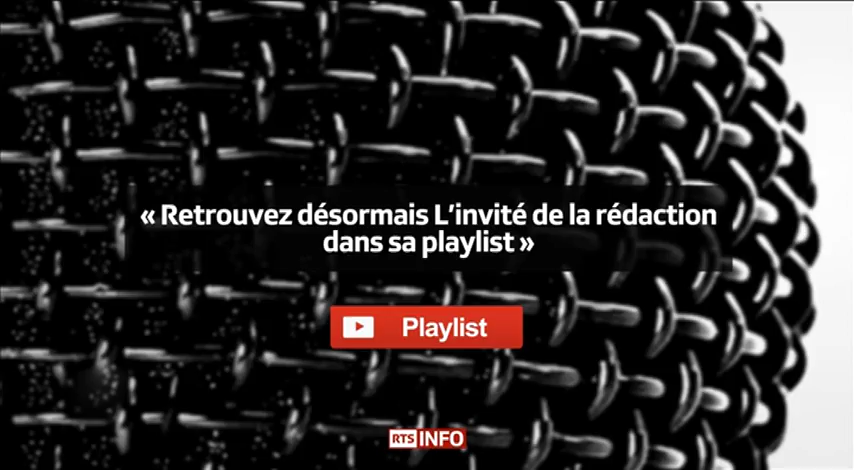 « Retrouvez désormais L'invité de la rédaction
dans sa playlist »
Playlist
RTS INFO